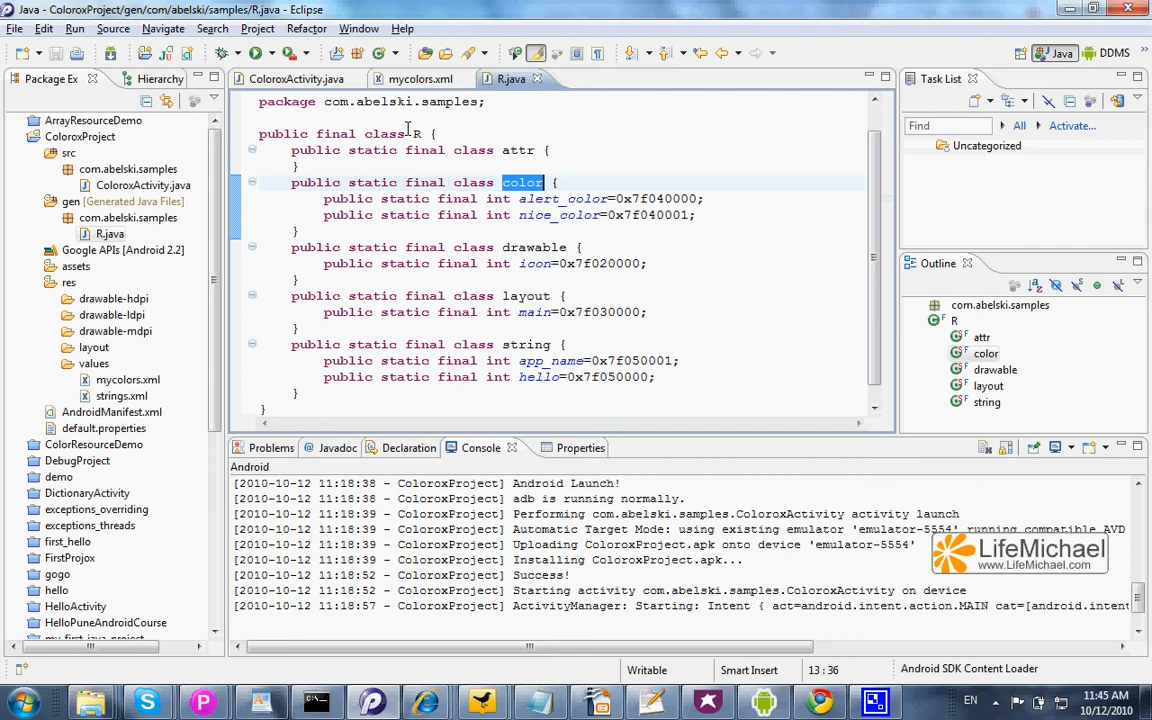 Java - ColoroxProject/gen/com/abelski/samples/R.java - Eclipse
File Edit Run Source Navigate Search Project Refactor Window Help
Java DDMS
Package Ex Hierarchy
ColoroxActivity.java mycolors.xml R.java
Task List
ArrayResourceDemo
ColoroxProject
src
com.abelski.samples
ColoroxActivity.java
gen [Generated Java Files]
com.abelski.samples
R.java
Google APIs [Android 2.2]
assets
res
drawable-hdpi
drawable-ldpi
drawable-mdpi
layout
values
mycolors.xml
strings.xml
AndroidManifest.xml
default.properties
ColorResourceDemo
DebugProject
demo
DictionaryActivity
exceptions_overriding
exceptions_threads
first_hello
FirstProjox
gogo
hello
HelloActivity
HelloPuneAndroidCourse
my_first_java_project
package com.abelski.samples;
public final class R {
public static final class attr {
}
public static final class color {
public static final int alert_color=0x7f040000;
public static final int nice_color=0x7f040001;
}
public static final class drawable {
public static final int icon=0x7f020000;
}
public static final class layout {
public static final int main=0x7f030000;
}
public static final class string {
public static final int app_name=0x7f050001;
public static final int hello=0x7f050000;
}
}
Find All Activate...
Uncategorized
Outline
com.abelski.samples
R
attr
color
drawable
layout
string
Problems Javadoc Declaration Console Properties
Android
[2010-10-12 11:18:38 - ColoroxProject] Android Launch!
[2010-10-12 11:18:38 - ColoroxProject] adb is running normally.
[2010-10-12 11:18:39 - ColoroxProject] Performing com.abelski.samples.ColoroxActivity activity launch
[2010-10-12 11:18:39 - ColoroxProject] Automatic Target Mode: using existing emulator 'emulator-5554' running compatible AVD
[2010-10-12 11:18:39 - ColoroxProject] Uploading ColoroxProject.apk onto device 'emulator-5554'
[2010-10-12 11:18:39 - ColoroxProject] Installing ColoroxProject.apk...
[2010-10-12 11:18:52 - ColoroxProject] Success!
[2010-10-12 11:18:52 - ColoroxProject] Starting activity com.abelski.samples.ColoroxActivity on device
[2010-10-12 11:18:57 - ColoroxProject] ActivityManager: Starting: Intent { act=android.intent.action.MAIN cat=[android.intent
LifeMichael
www.LifeMichael.com
Writable Smart Insert 13 : 36 Android SDK Content Loader
EN 11:45 AM
10/12/2010